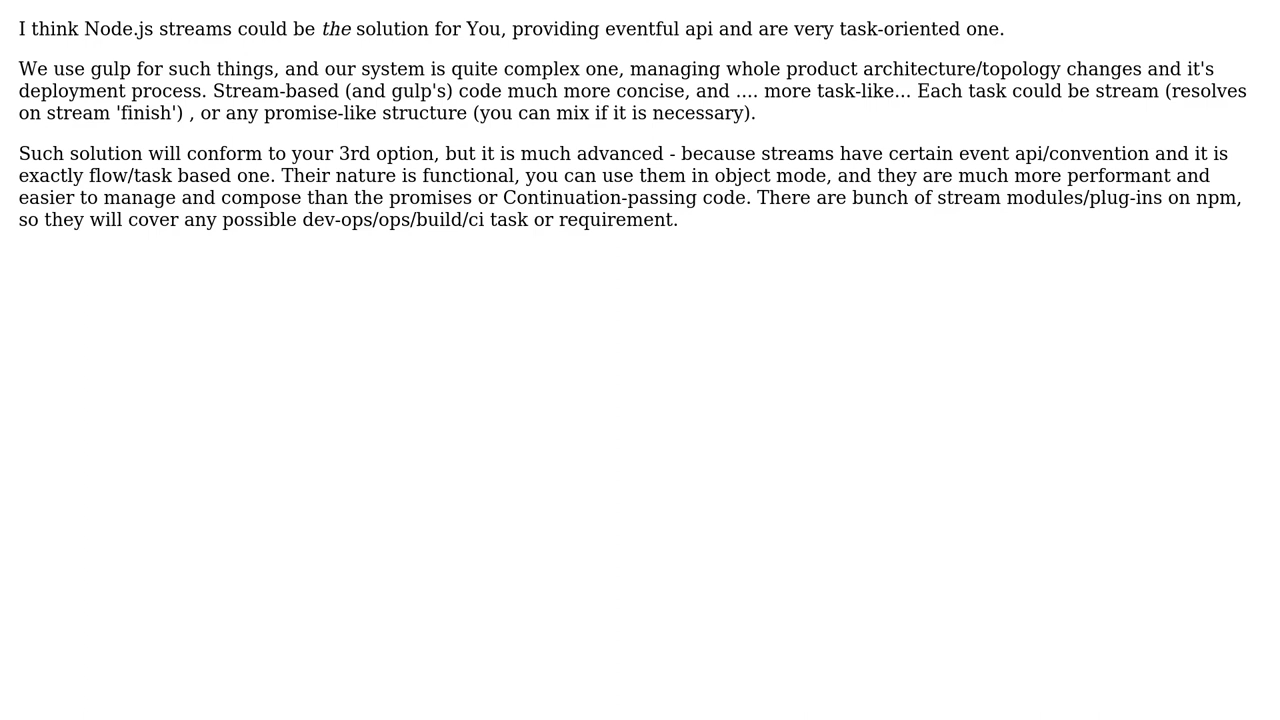 I think Node.js streams could be the solution for You, providing eventful api and are very task-oriented one.
We use gulp for such things, and our system is quite complex one, managing whole product architecture/topology changes and it's
deployment process. Stream-based (and gulp's) code much more concise, and .... more task-like... Each task could be stream (resolves
on stream 'finish') , or any promise-like structure (you can mix if it is necessary).
Such solution will conform to your 3rd option, but it is much advanced - because streams have certain event api/convention and it is
exactly flow/task based one. Their nature is functional, you can use them in object mode, and they are much more performant and
easier to manage and compose than the promises or Continuation-passing code. There are bunch of stream modules/plug-ins on npm,
so they will cover any possible dev-ops/ops/build/ci task or requirement.